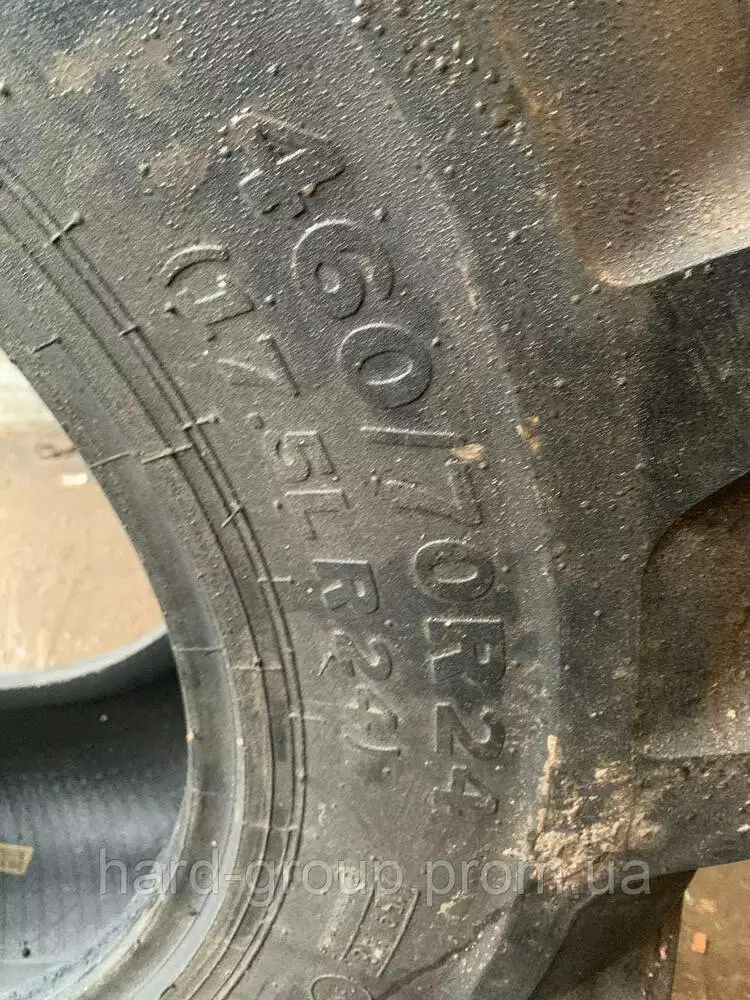 460/70R24
(17.5L R24)
hard-group.prom.ua